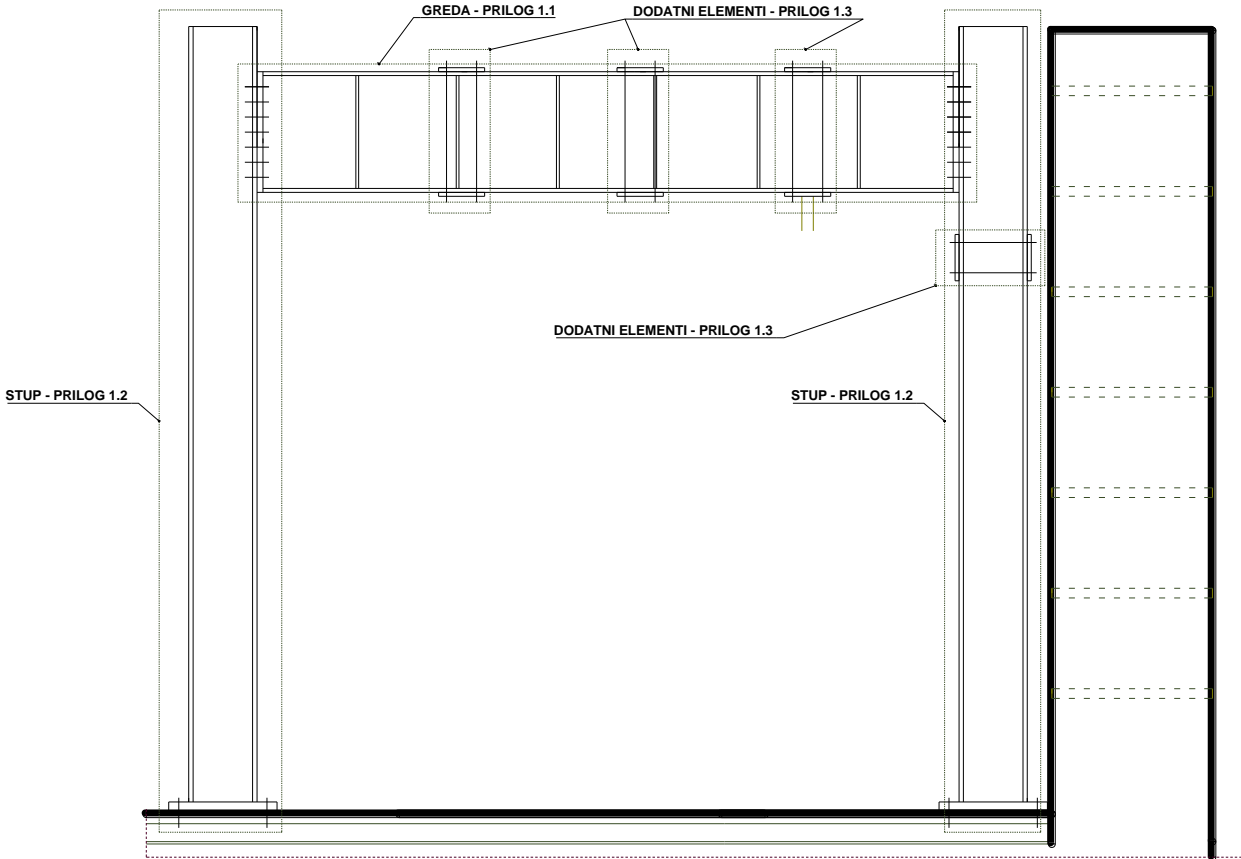 GREDA - PRILOG 1.1
DODATNI ELEMENTI - PRILOG 1.3
DODATNI ELEMENTI - PRILOG 1.3
STUP - PRILOG 1.2
STUP - PRILOG 1.2